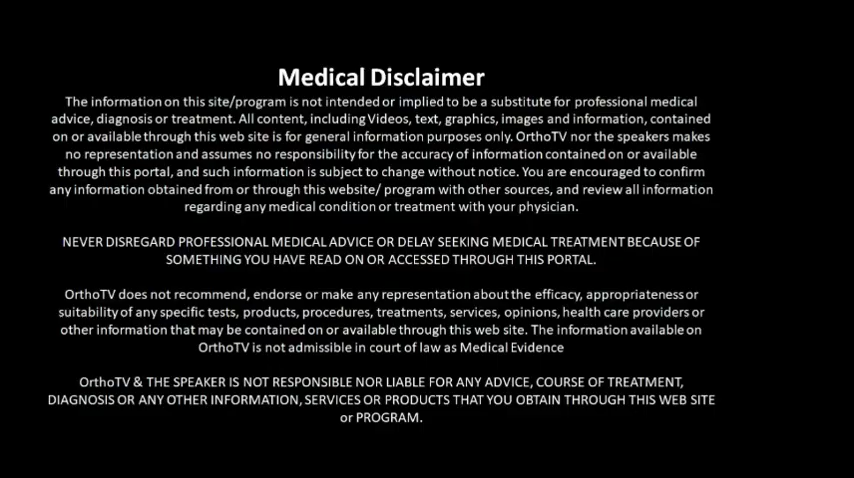 Medical Disclaimer
The information on this site/program is not intended or implied to be a substitute for professional medical
advice, diagnosis or treatment. All content, including Videos, text, graphics, images and information, contained
on or available through this web site is for general information purposes only. OrthoTV nor the speakers makes
no representation and assumes no responsibility for the accuracy of information contained on or available
through this portal, and such information is subject to change without notice. You are encouraged to confirm
any information obtained from or through this website/ program with other sources, and review all information
regarding any medical condition or treatment with your physician.
NEVER DISREGARD PROFESSIONAL MEDICAL ADVICE OR DELAY SEEKING MEDICAL TREATMENT BECAUSE OF
SOMETHING YOU HAVE READ ON OR ACCESSED THROUGH THIS PORTAL.
OrthoTV does not recommend, endorse or make any representation about the efficacy, appropriateness or
suitability of any specific tests, products, procedures, treatments, services, opinions, health care providers or
other information that may be contained on or available through this web site. The information available on
OrthoTV is not admissible in court of law as Medical Evidence
OrthoTV & THE SPEAKER IS NOT RESPONSIBLE NOR LIABLE FOR ANY ADVICE, COURSE OF TREATMENT,
DIAGNOSIS OR ANY OTHER INFORMATION, SERVICES OR PRODUCTS THAT YOU OBTAIN THROUGH THIS WEB SITE
or PROGRAM.